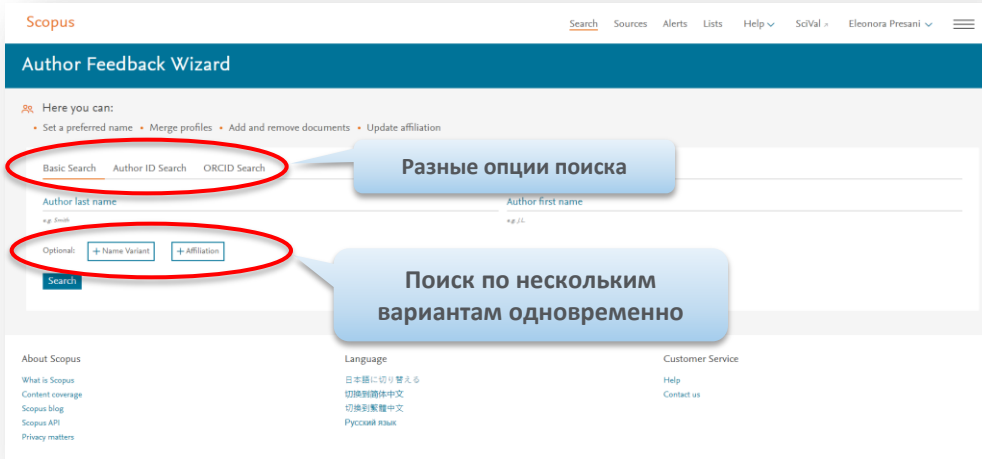 Scopus
Search Sources Alerts Lists Help SciVal Eleonora Presani
Author Feedback Wizard
Here you can:
• Set a preferred name • Merge profiles • Add and remove documents • Update affiliation
Basic Search Author ID Search ORCID Search
Разные опции поиска
Author last name Author first name
e.g. Smith e.g. J.L.
Optional: + Name Variant + Affiliation
Search
Поиск по нескольким
вариантам одновременно
About Scopus Language Customer Service
What is Scopus 日本語に切り替える Help
Content coverage 切换到简体中文 Contact us
Scopus blog 切換到繁體中文
Scopus API Русский язык
Privacy matters